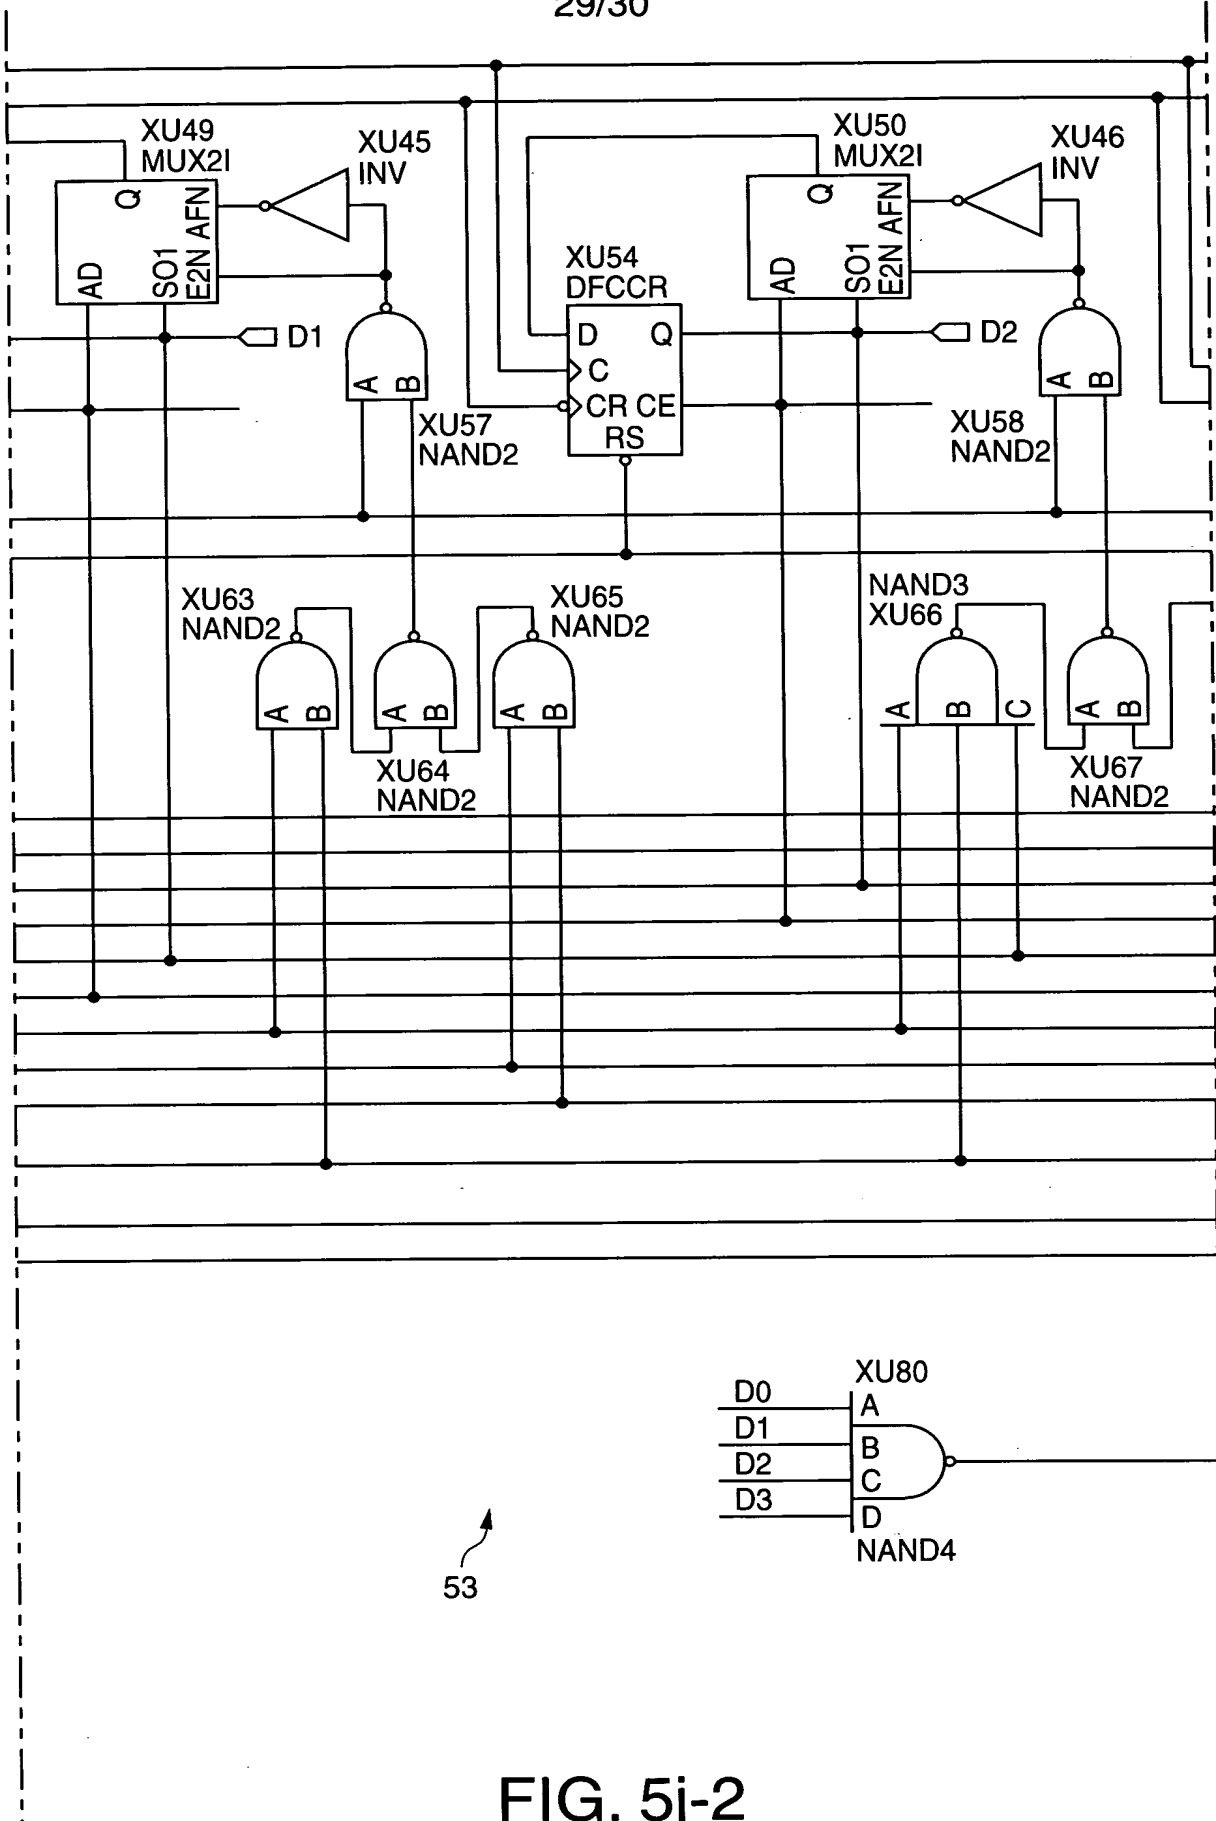 29/30
XU49
MUX2I
XU45
INV
XU50
MUX2I
XU46
INV
Q
AFN
AD
SO1
E2N
XU54
DFCCR
Q
AFN
AD
SO1
E2N
D1
D Q
C
CR CE
RS
D2
A B
XU57
NAND2
A B
XU58
NAND2
XU63
NAND2
XU65
NAND2
NAND3
XU66
A B
A B
A B
A B C
A B
XU64
NAND2
XU67
NAND2
XU80
D0 A
D1 B
D2 C
D3 D
NAND4
53
FIG. 5i-2